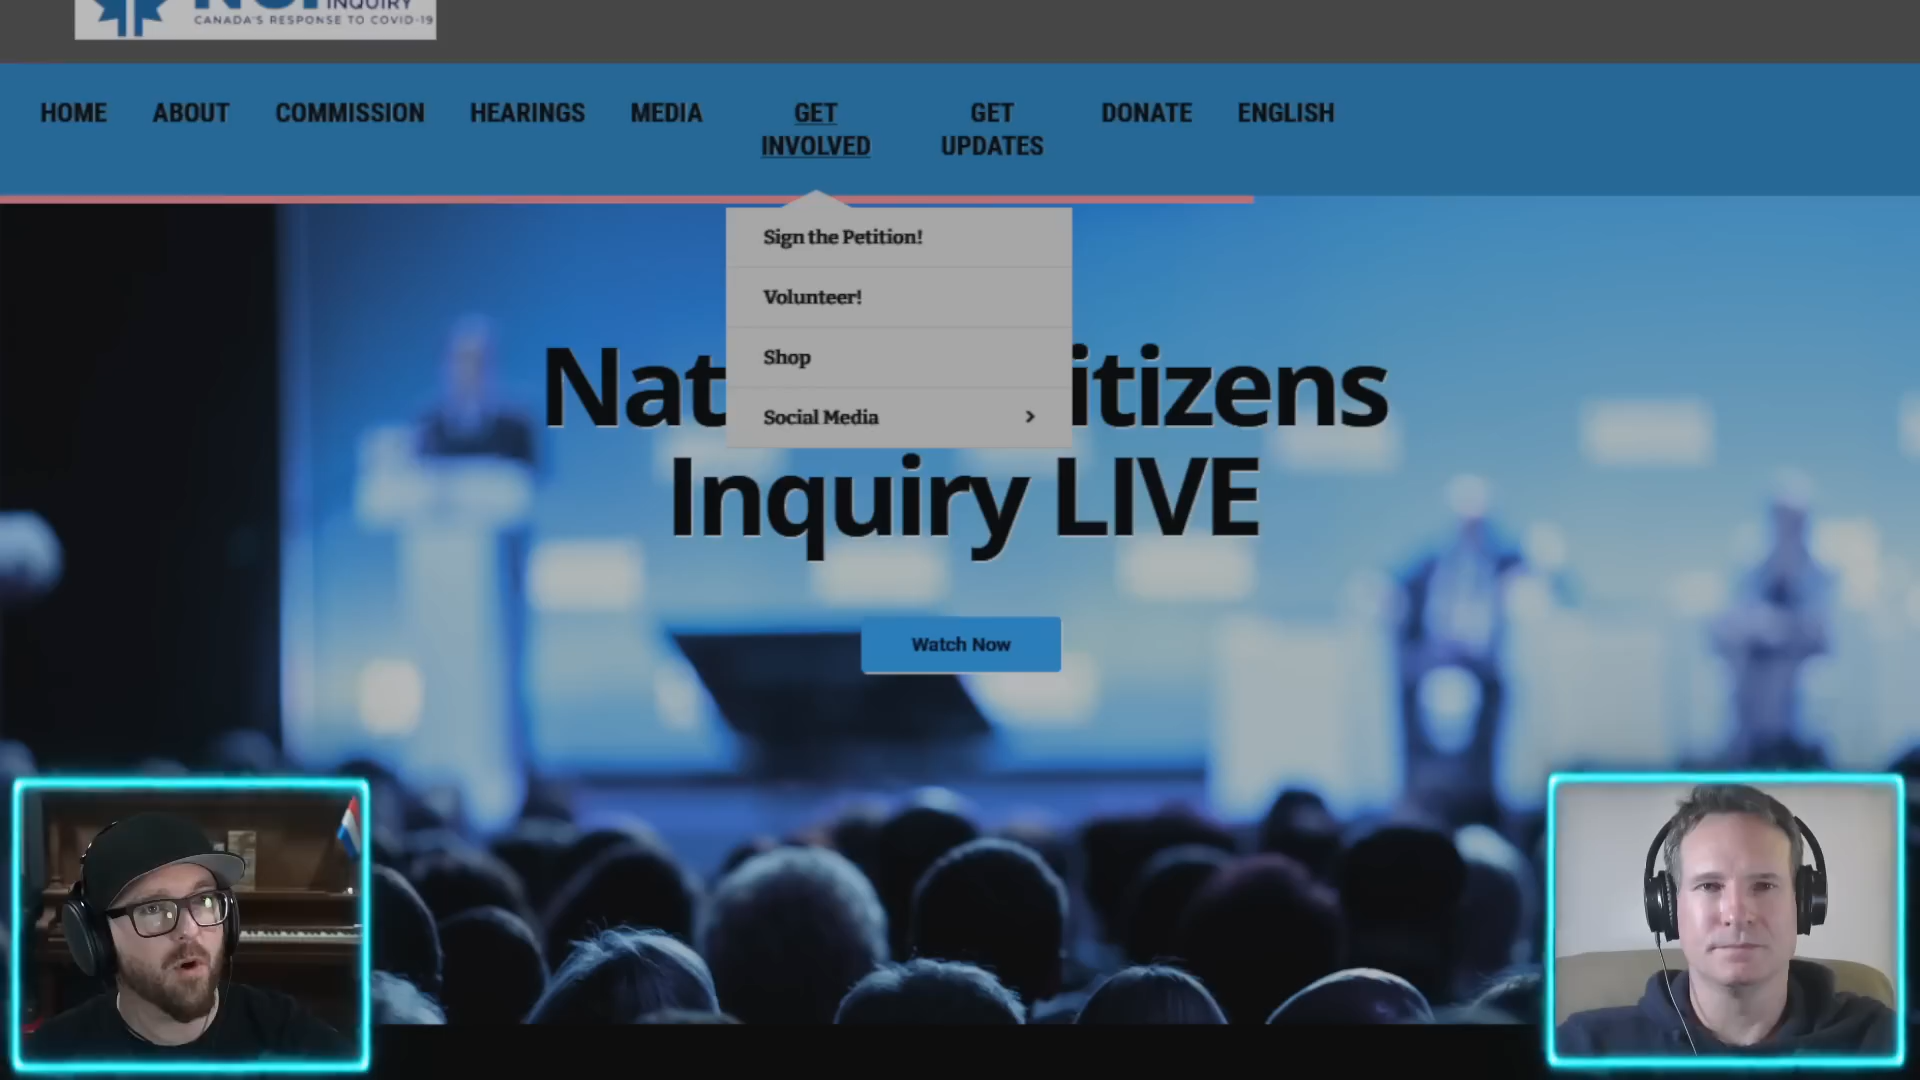 INQUIRY
CANADA'S RESPONSE TO COVID-19
HOME
ABOUT
COMMISSION
HEARINGS
MEDIA
GET
INVOLVED
GET
UPDATES
DONATE
ENGLISH
Sign the Petition!
Volunteer!
Shop
Social Media
Nat itizens
Inquiry LIVE
Watch Now